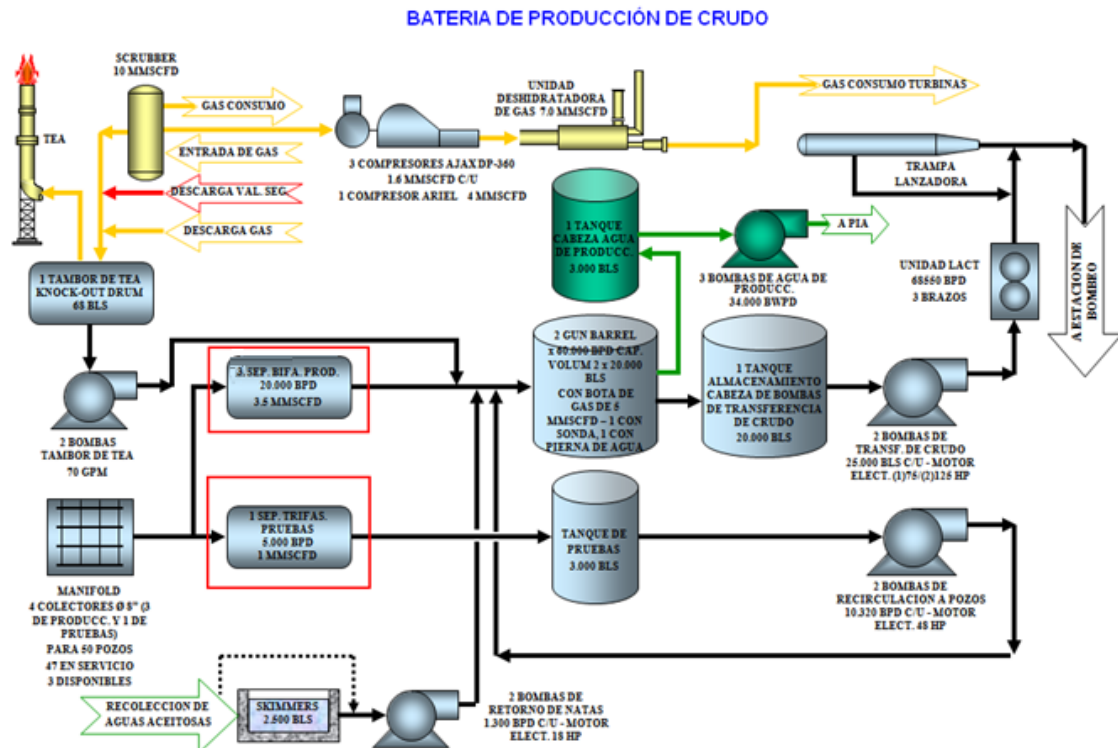 BATERIA DE PRODUCCIÓN DE CRUDO
SCRUBBER
10 MMSCFD
TEA
GAS CONSUMO
ENTRADA DE GAS
DESCARGA VAL. SEG
DESCARGA GAS
3 COMPRESORES AJAX DP-360
1.6 MMSCFD C/U
1 COMPRESOR ARIEL 4 MMSCFD
UNIDAD
DESHIDRATADORA
DE GAS 7.0 MMSCFD
GAS CONSUMO TURBINAS
TRAMPA
LANZADORA
1 TANQUE
CABEZA AGUA
DE PRODUCC.
3.000 BLS
A PIA
3 BOMBAS DE AGUA DE
PRODUCC.
34.000 BWPD
UNIDAD LACT
68550 BPD
3 BRAZOS
A ESTACION DE
BOMBEO
1 TAMBOR DE TEA
KNOCK-OUT DRUM
68 BLS
2 BOMBAS
TAMBOR DE TEA
70 GPM
3. SEP. BIFA. PROD.
20.000 BPD
3.5 MMSCFD
2 GUN BARREL
x 60.000 BPD CAP.
VOLUM 2 x 20.000
BLS
CON BOTA DE
GAS DE 5
MMSCFD – 1 CON
SONDA, 1 CON
PIERNA DE AGUA
1 TANQUE
ALMACENAMIENTO
CABEZA DE BOMBAS
DE TRANSFERENCIA
DE CRUDO
20.000 BLS
2 BOMBAS DE
TRANSF. DE CRUDO
25.000 BLS C/U - MOTOR
ELECT. (1)75/(2)125 HP
MANIFOLD
4 COLECTORES Ø 8" (3
DE PRODUCC. Y 1 DE
PRUEBAS)
PARA 50 POZOS
47 EN SERVICIO
3 DISPONIBLES
1 SEP. TRIFAS.
PRUEBAS
5.000 BPD
1 MMSCFD
TANQUE DE
PRUEBAS
3.000 BLS
2 BOMBAS DE
RECIRCULACION A POZOS
10.320 BPD C/U - MOTOR
ELECT. 48 HP
RECOLECCION DE
AGUAS ACEITOSAS
SKIMMERS
2.500 BLS
2 BOMBAS DE
RETORNO DE NATAS
1.300 BPD C/U - MOTOR
ELECT. 18 HP